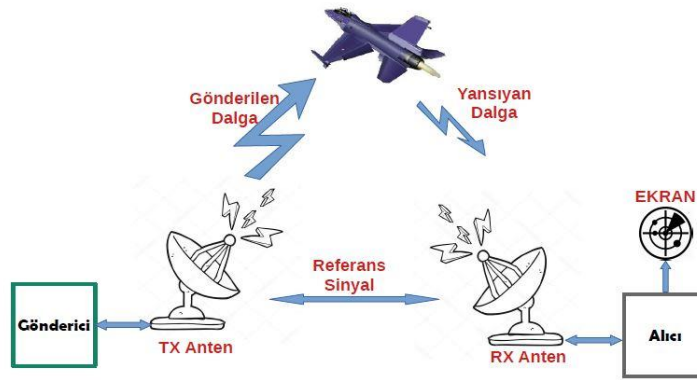 Gönderilen
Dalga
Yansıyan
Dalga
EKRAN
Referans
Sinyal
Gönderici
Alıcı
TX Anten
RX Anten